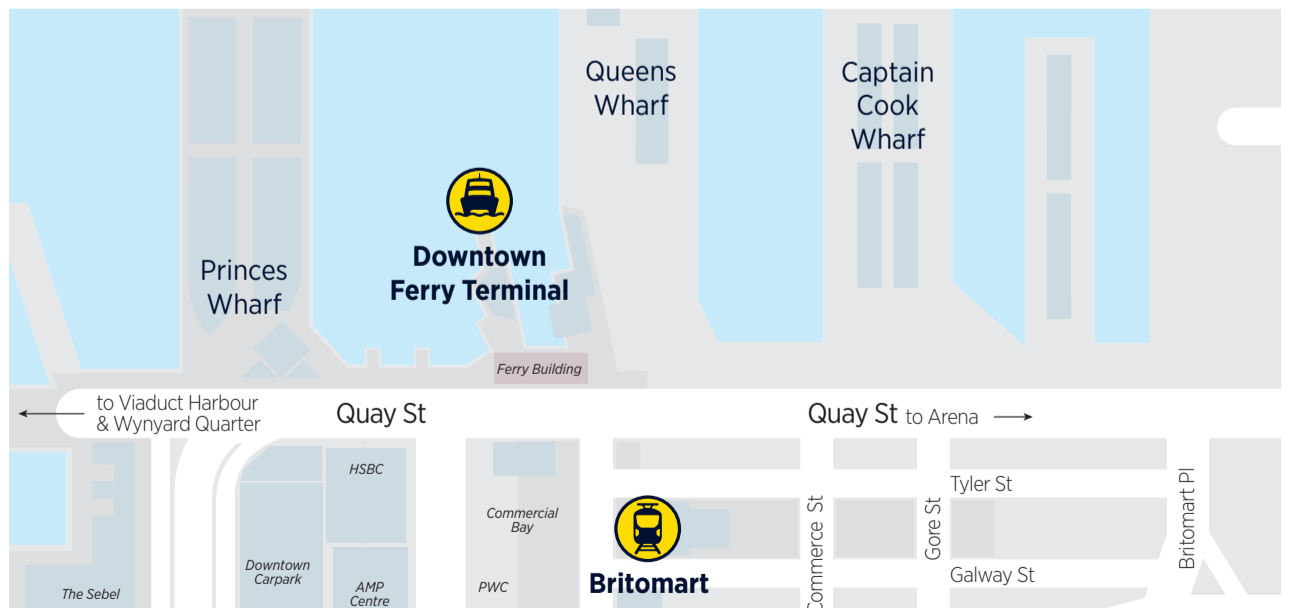 Queens
Wharf
Captain
Cook
Wharf
Downtown
Ferry Terminal
Princes
Wharf
Ferry Building
to Viaduct Harbour
& Wynyard Quarter
Quay St
Quay St to Arena
HSBC
Tyler St
Commercial
Bay
Commerce St
Gore St
Britomart Pl
Downtown
Carpark
Britomart
Galway St
The Sebel
AMP
Centre
PWC